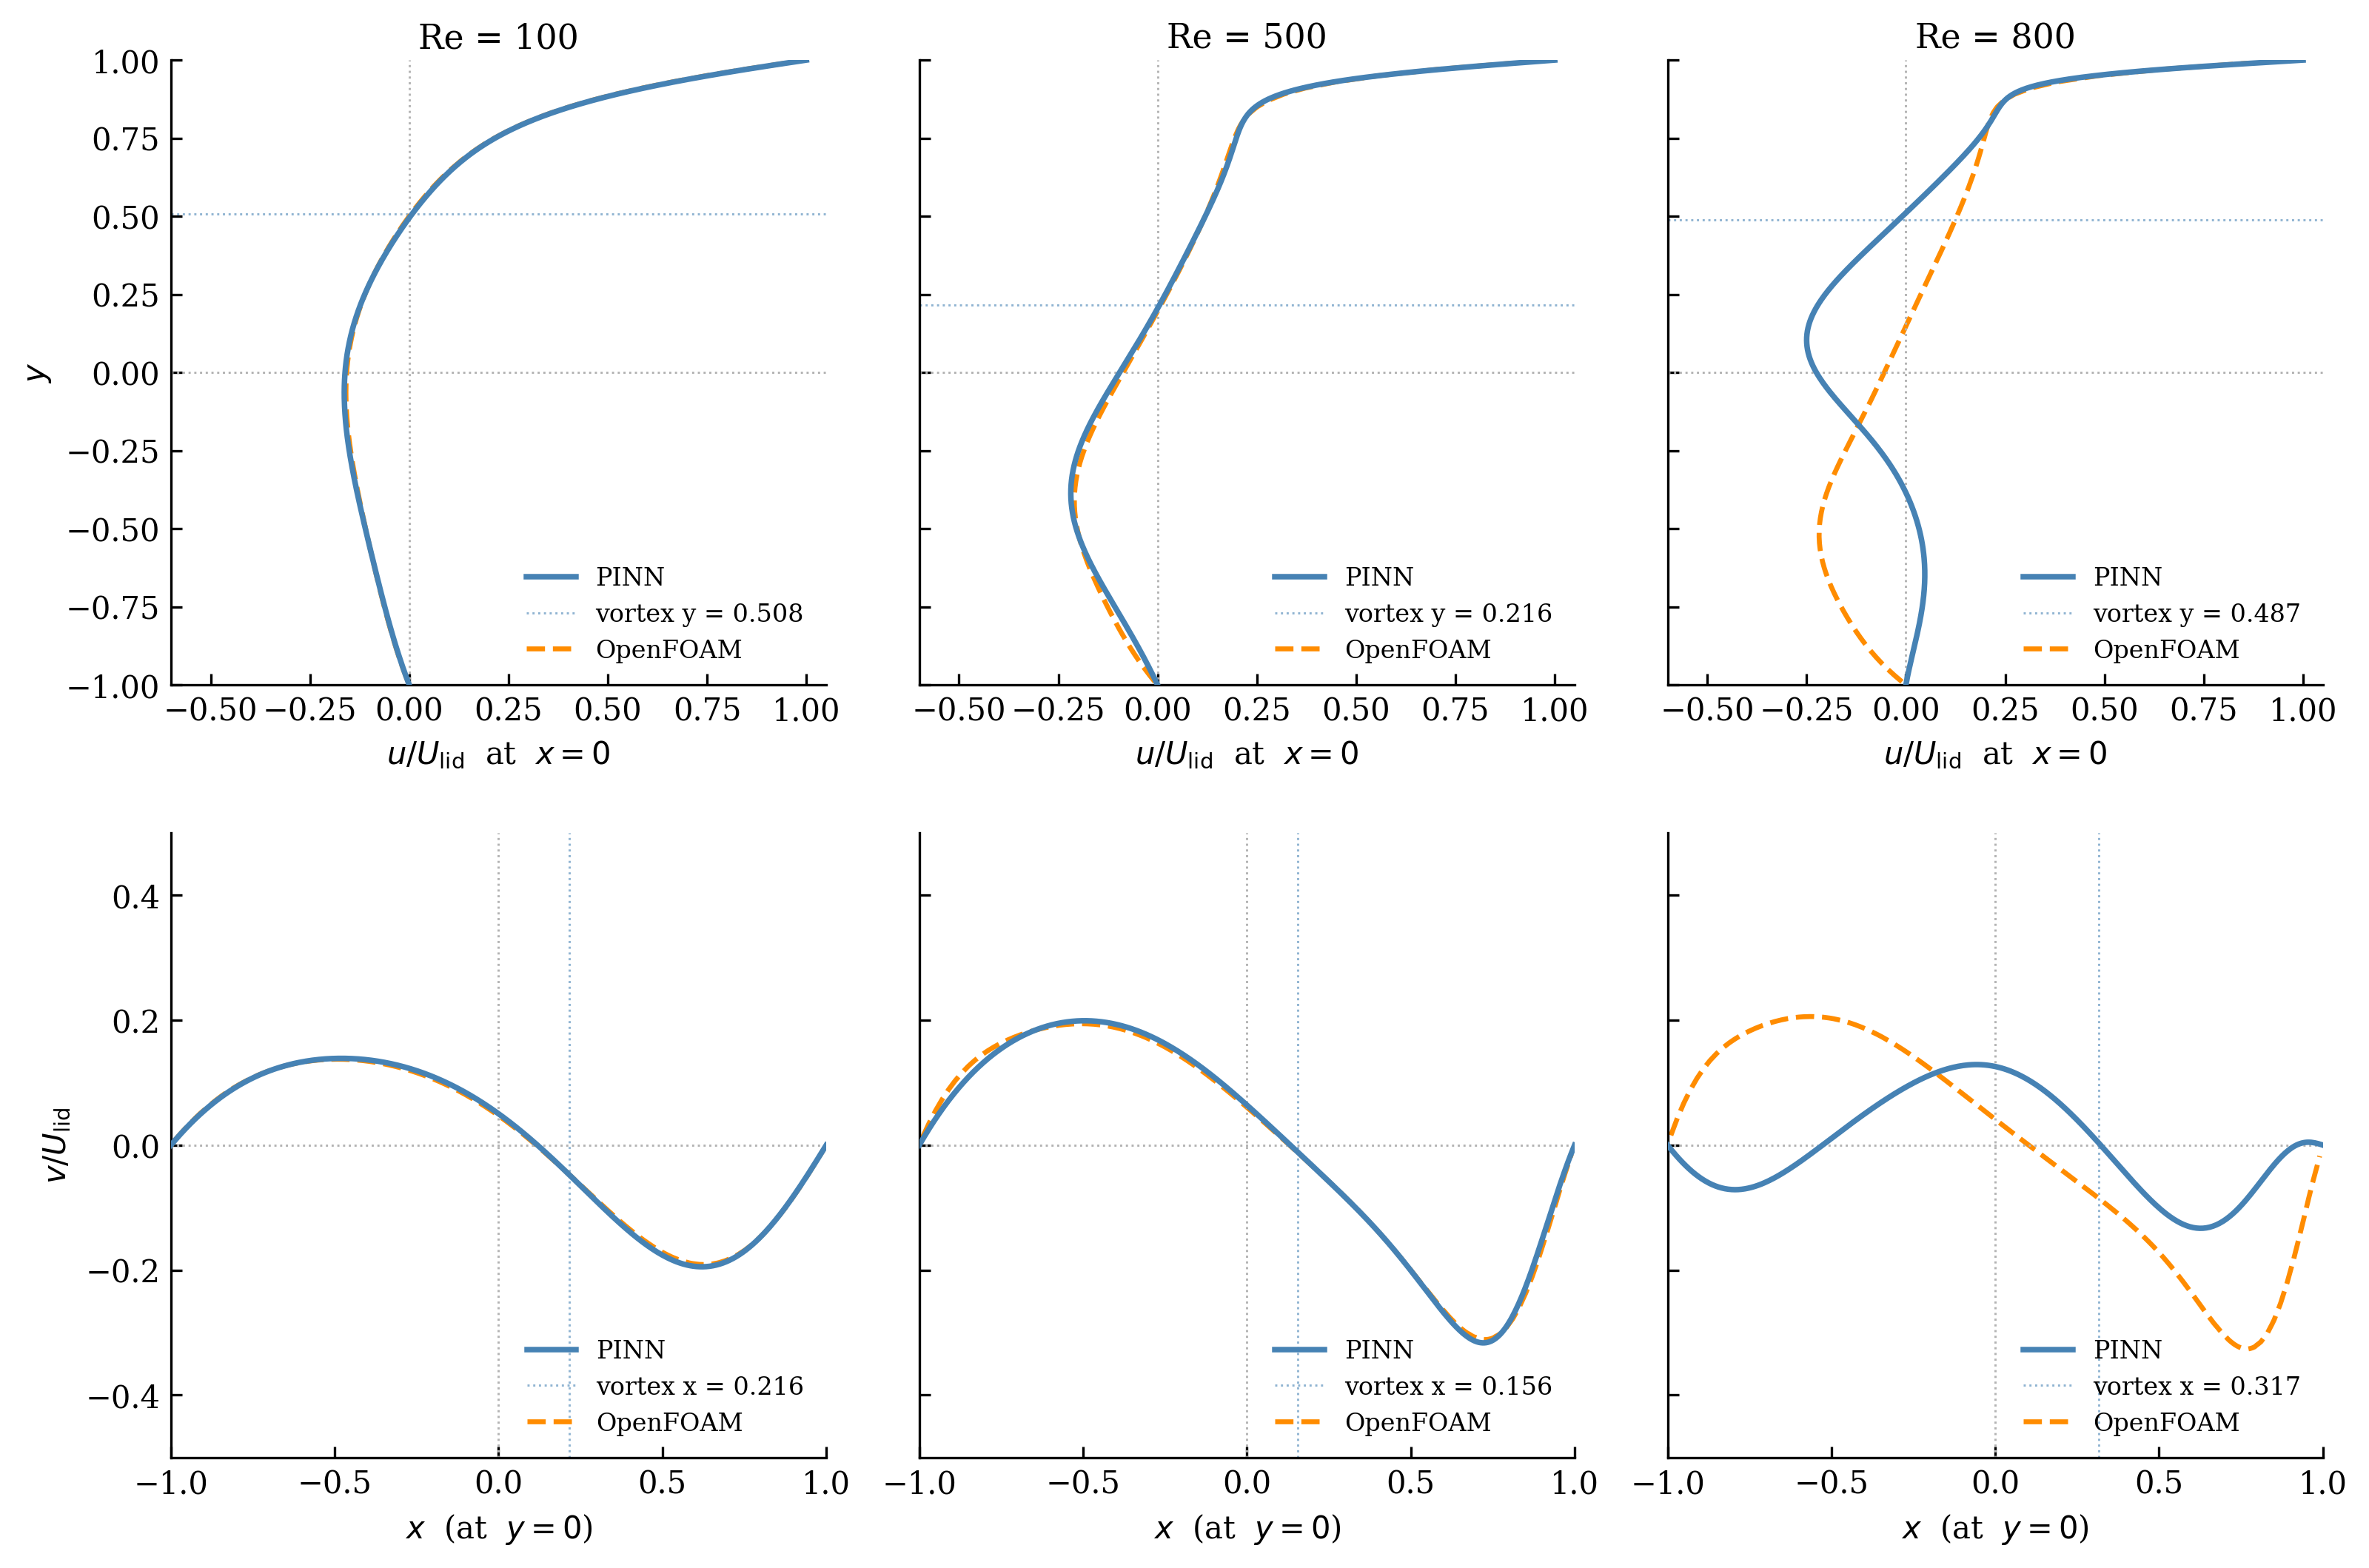 Re = 100
Re = 500
Re = 800
1.00
0.75
0.50
0.25
0.00
−0.25
−0.50
−0.75
−1.00
y
PINN
vortex y = 0.508
OpenFOAM
PINN
vortex y = 0.216
OpenFOAM
PINN
vortex y = 0.487
OpenFOAM
−0.50 −0.25 0.00 0.25 0.50 0.75 1.00
−0.50 −0.25 0.00 0.25 0.50 0.75 1.00
−0.50 −0.25 0.00 0.25 0.50 0.75 1.00
u/U_lid at x = 0
u/U_lid at x = 0
u/U_lid at x = 0
0.4
0.2
0.0
−0.2
−0.4
v/U_lid
PINN
vortex x = 0.216
OpenFOAM
PINN
vortex x = 0.156
OpenFOAM
PINN
vortex x = 0.317
OpenFOAM
−1.0 −0.5 0.0 0.5 1.0
−1.0 −0.5 0.0 0.5 1.0
−1.0 −0.5 0.0 0.5 1.0
x (at y = 0)
x (at y = 0)
x (at y = 0)